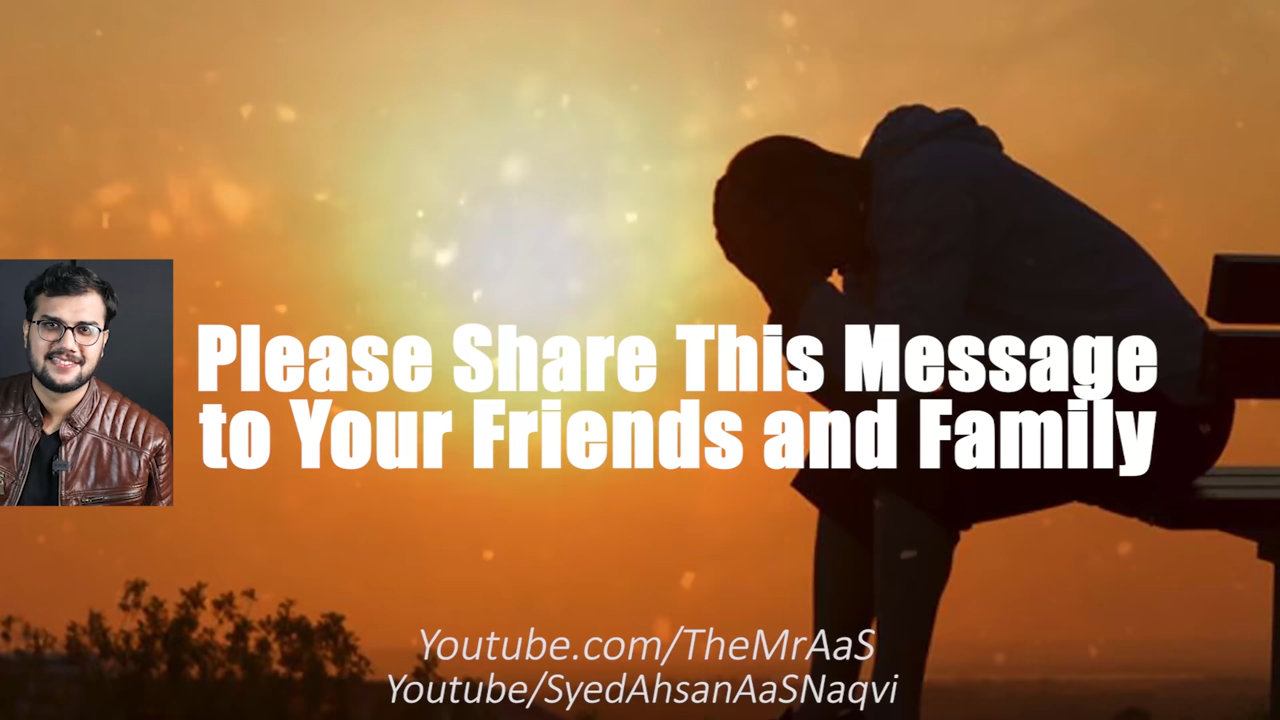 Please Share This Message
to Your Friends and Family
Youtube.com/TheMrAaS
Youtube/SyedAhsanAaSNaqvi